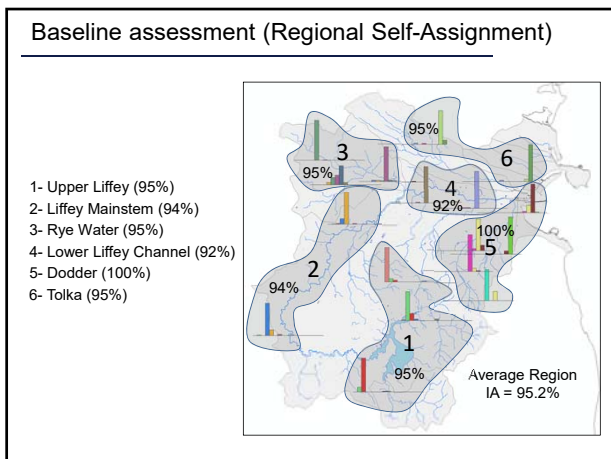 Baseline assessment (Regional Self-Assignment)
1- Upper Liffey (95%)
2- Liffey Mainstem (94%)
3- Rye Water (95%)
4- Lower Liffey Channel (92%)
5- Dodder (100%)
6- Tolka (95%)
95%
3
95%
6
4
92%
100%
5
2
94%
1
95%
Average Region
IA = 95.2%